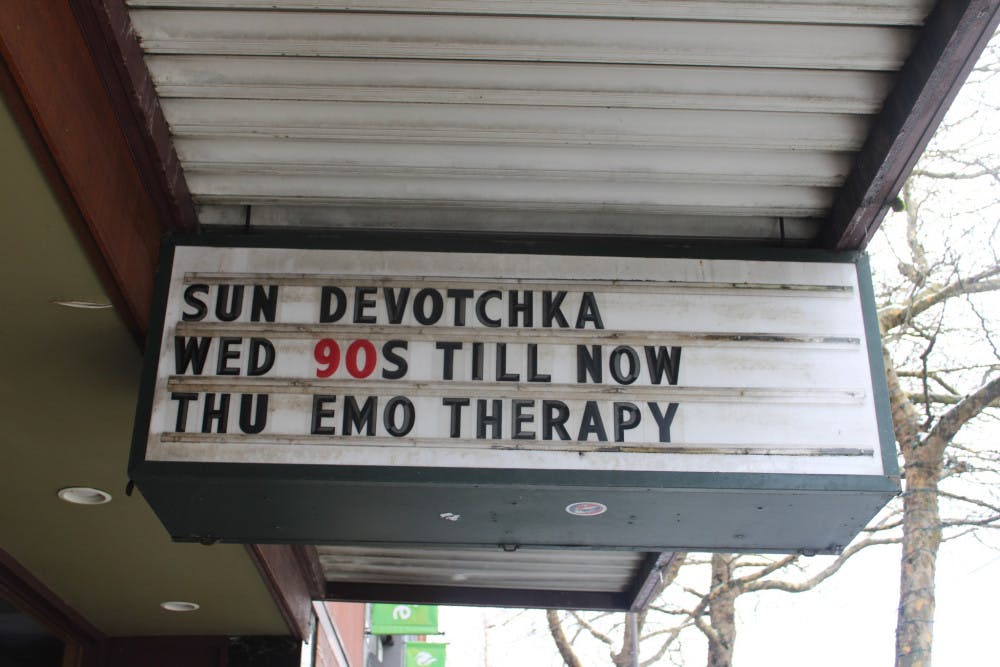 SUN DEVOTCHKA
WED 90S TILL NOW
THU EMO THERAPY